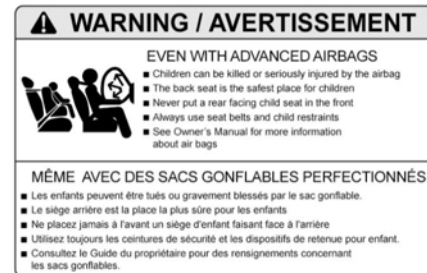 WARNING / AVERTISSEMENT
EVEN WITH ADVANCED AIRBAGS
■ Children can be killed or seriously injured by the airbag
■ The back seat is the safest place for children
■ Never put a rear facing child seat in the front
■ Always use seat belts and child restraints
■ See Owner's Manual for more information
about air bags
MÊME AVEC DES SACS GONFLABLES PERFECTIONNÉS
■ Les enfants peuvent être tués ou gravement blessés par le sac gonflable.
■ Le siège arrière est la place la plus sûre pour les enfants
■ Ne placez jamais à l'avant un siège d'enfant faisant face à l'arrière
■ Utilisez toujours les ceintures de sécurité et les dispositifs de retenue pour enfant.
■ Consultez le Guide du propriétaire pour des renseignements concernant
les sacs gonflables.